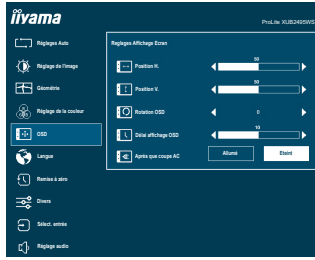 iiyama
ProLite XUB2495WS
Réglages Auto
Réglage de l'image
Géométrie
Réglage de la couleur
OSD
Langue
Remise à zéro
Divers
Sélect. entrée
Réglage audio
Reglages Affichage Ecran
Position H.
50
Position V.
50
Rotation OSD
0
Délai affichage OSD
10
Après que coupe AC
Allumé
Eteint